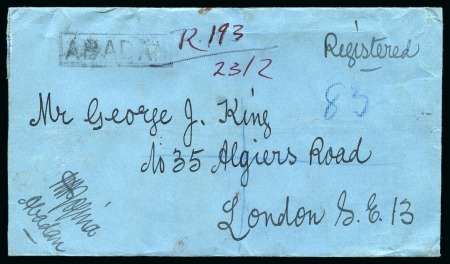 ABADAN
R 193
23/2
Registered
83
Mr George J. King
No 35 Algiers Road
London S.E. 13
Abadan